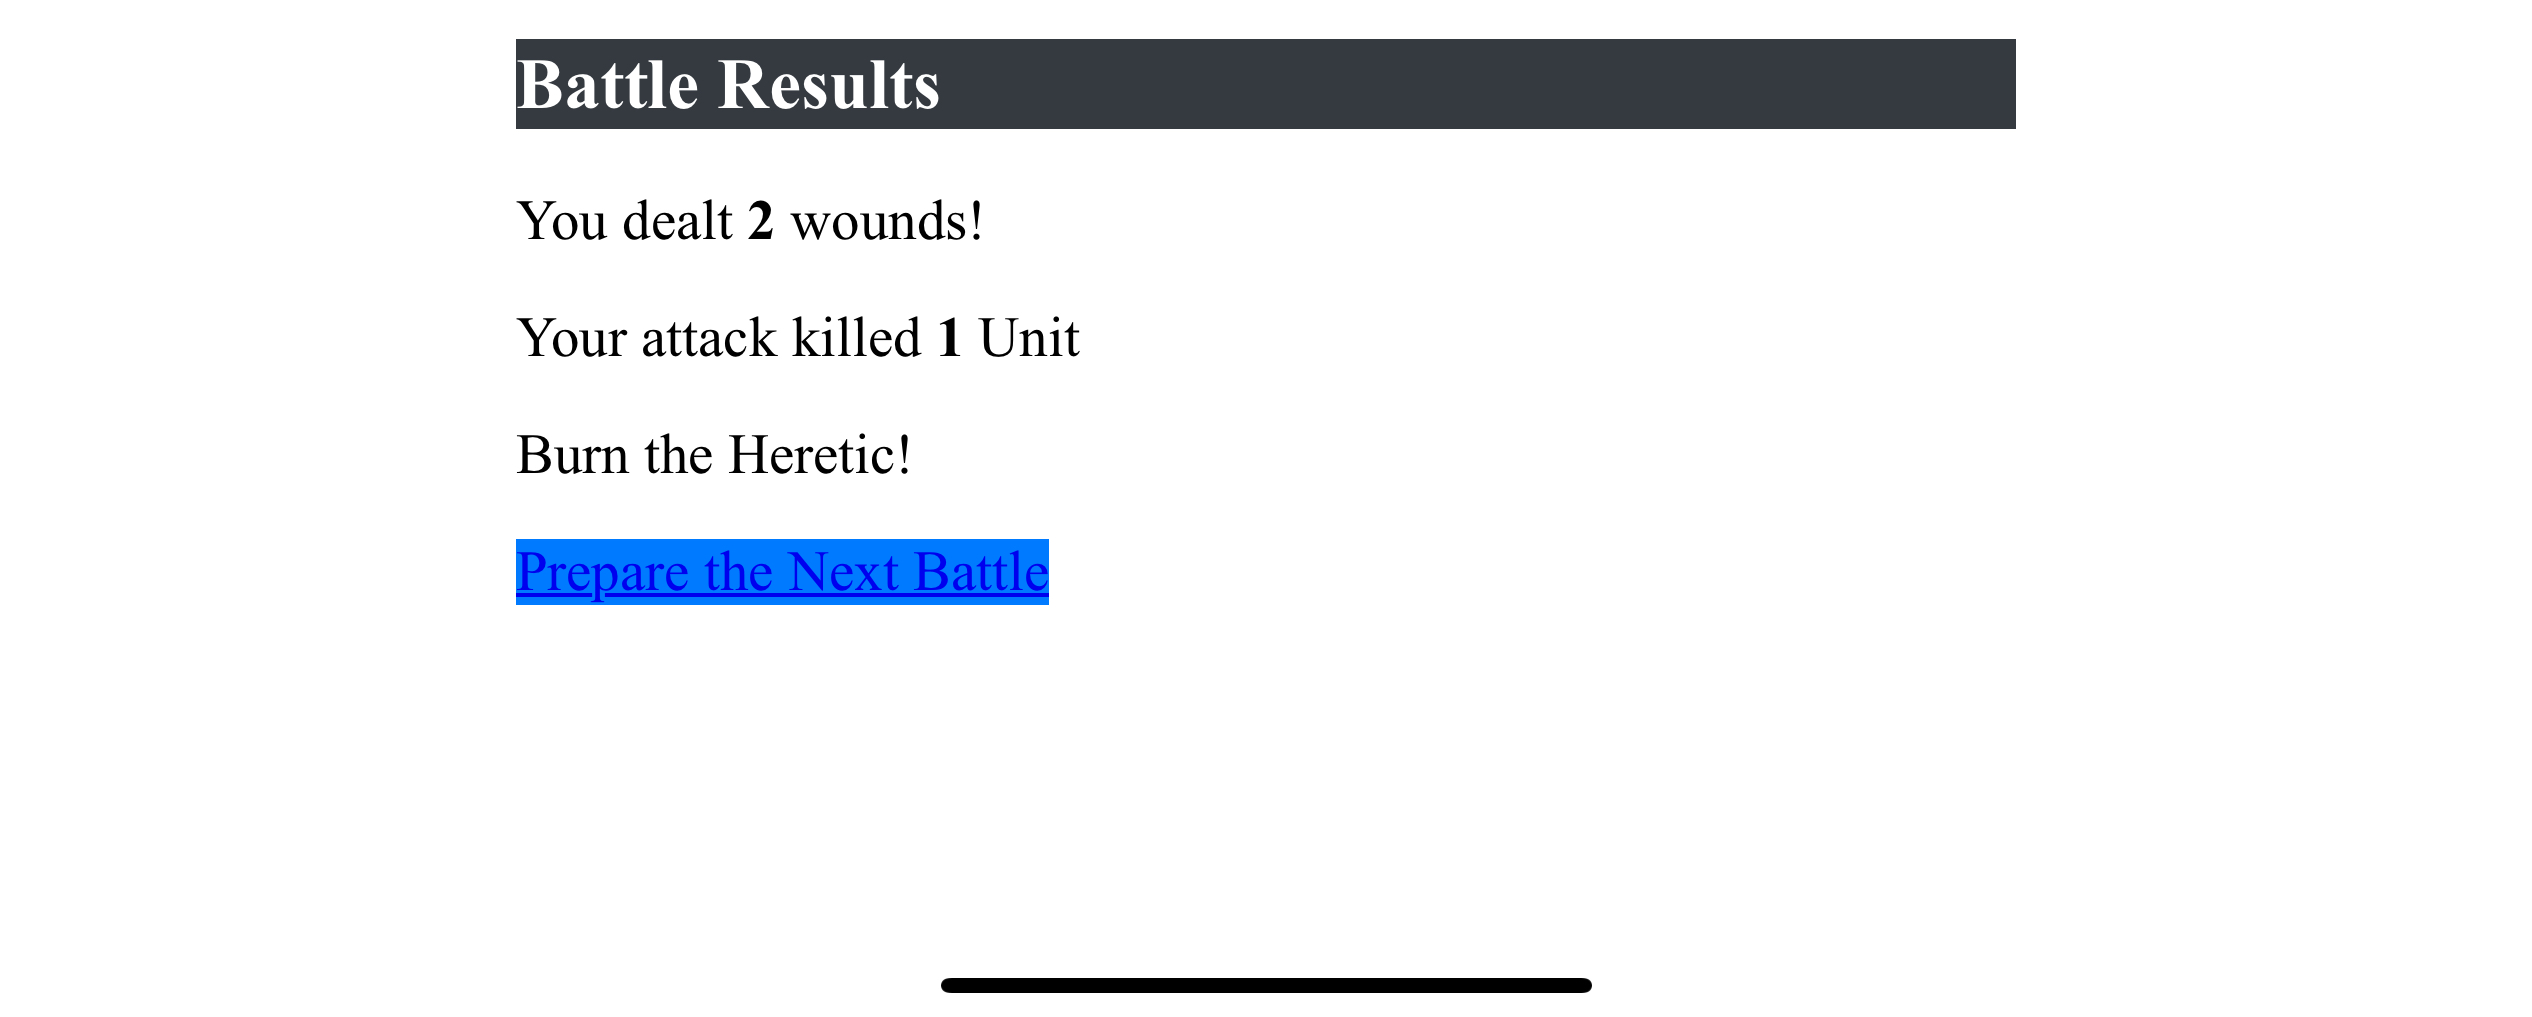 Battle Results
You dealt 2 wounds!
Your attack killed 1 Unit
Burn the Heretic!
Prepare the Next Battle